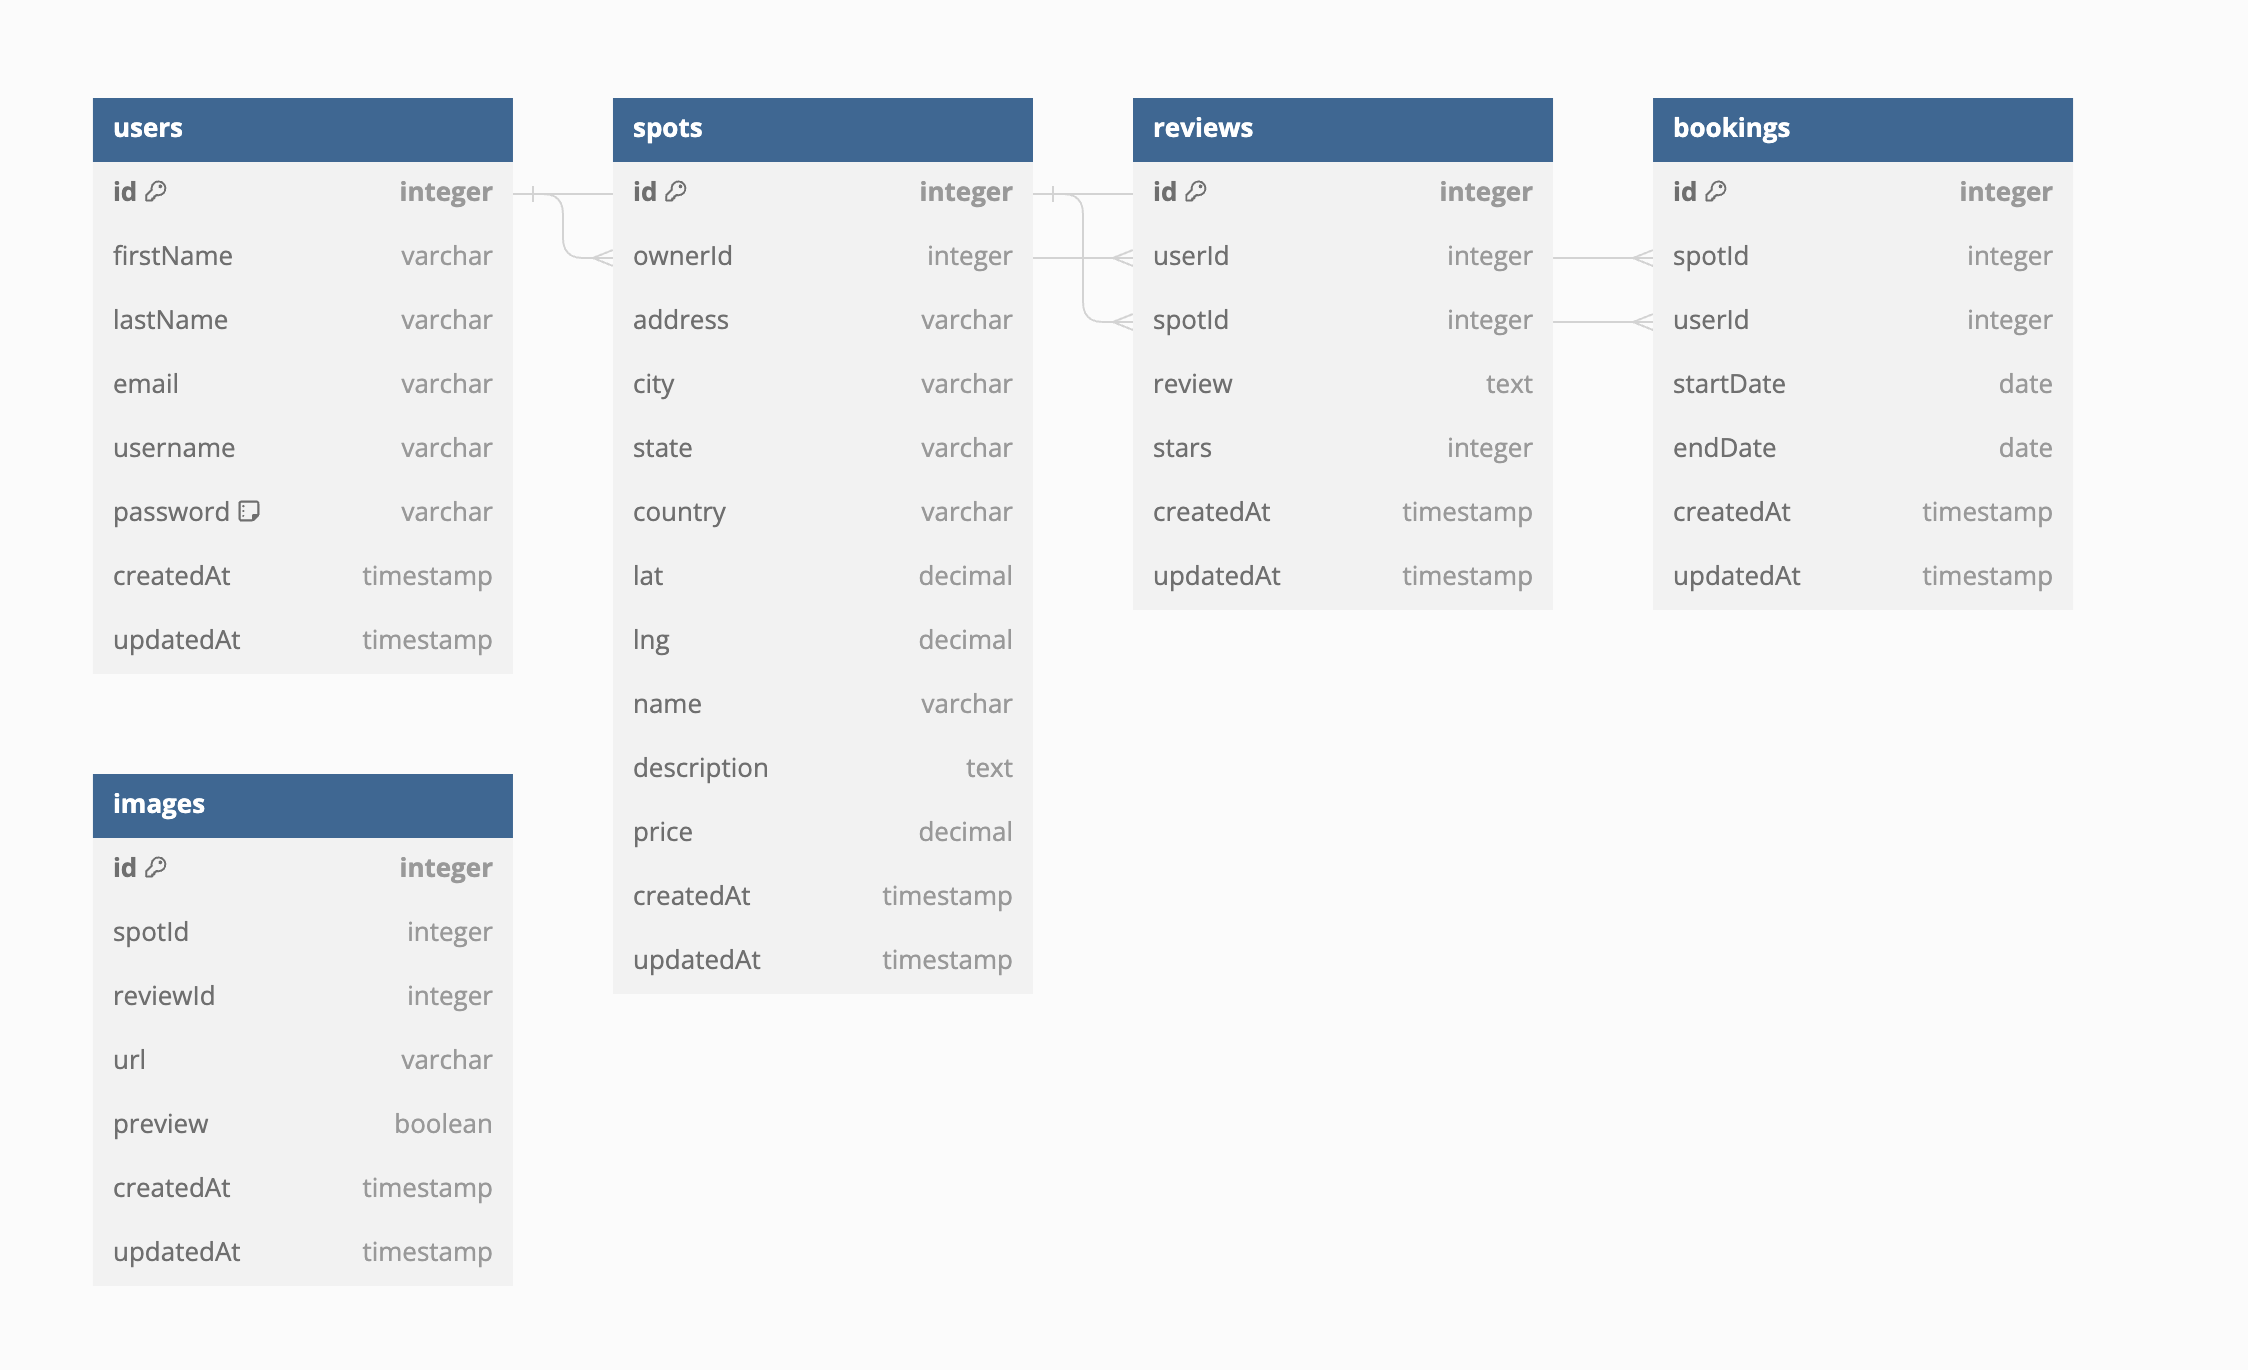 users
id integer
firstName varchar
lastName varchar
email varchar
username varchar
password varchar
createdAt timestamp
updatedAt timestamp
spots
id integer
ownerId integer
address varchar
city varchar
state varchar
country varchar
lat decimal
lng decimal
name varchar
description text
price decimal
createdAt timestamp
updatedAt timestamp
reviews
id integer
userId integer
spotId integer
review text
stars integer
createdAt timestamp
updatedAt timestamp
bookings
id integer
spotId integer
userId integer
startDate date
endDate date
createdAt timestamp
updatedAt timestamp
images
id integer
spotId integer
reviewId integer
url varchar
preview boolean
createdAt timestamp
updatedAt timestamp